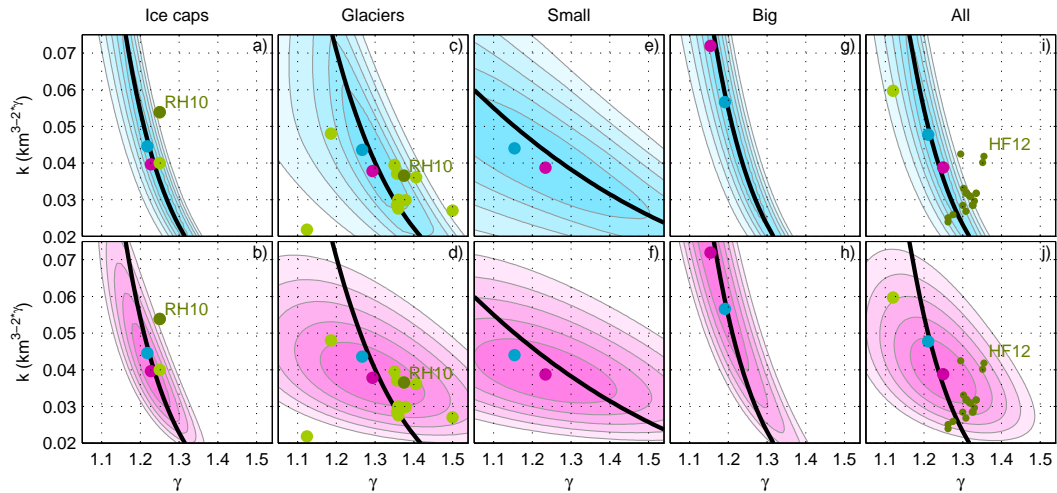 Ice caps Glaciers Small Big All
0.07 0.06 0.05 0.04 0.03 0.02
k (km^{3−2*γ})
a) RH10
c) RH10
e)
g)
i) HF12
0.07 0.06 0.05 0.04 0.03 0.02
k (km^{3−2*γ})
b) RH10
d) RH10
f)
h)
j) HF12
1.1 1.2 1.3 1.4 1.5 1.1 1.2 1.3 1.4 1.5 1.1 1.2 1.3 1.4 1.5 1.1 1.2 1.3 1.4 1.5 1.1 1.2 1.3 1.4 1.5
γ γ γ γ γ